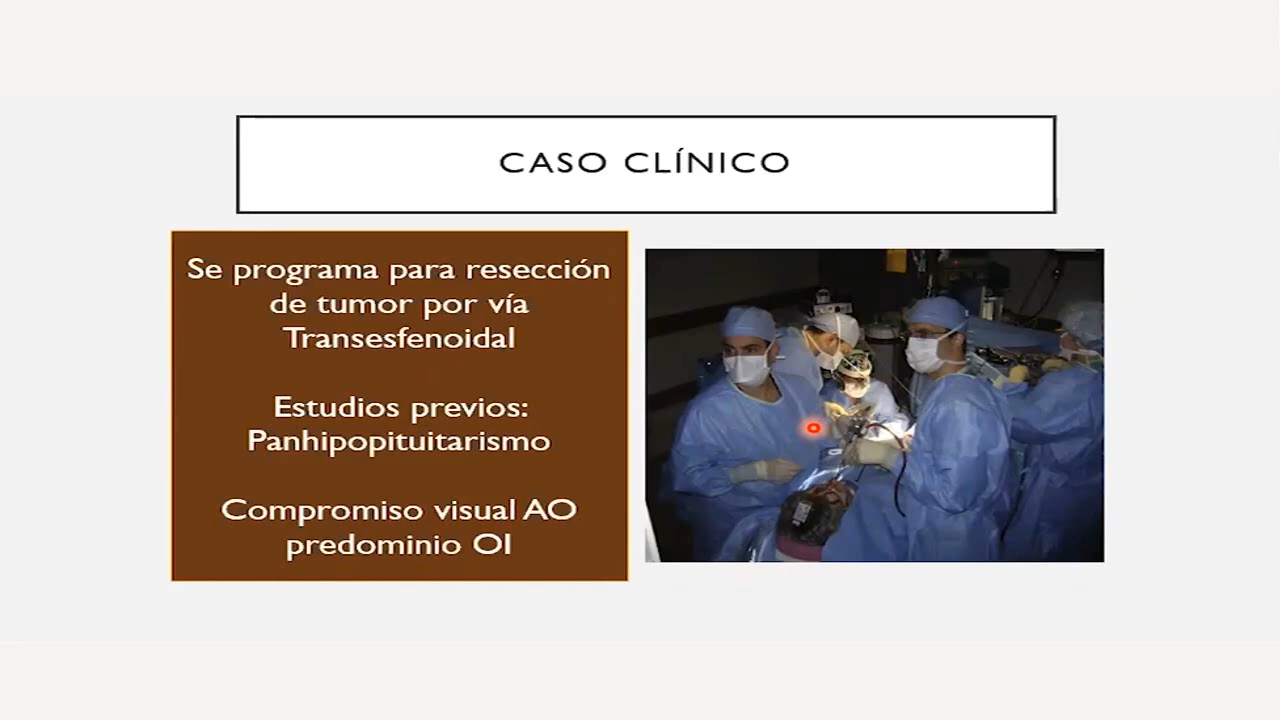 CASO CLÍNICO
Se programa para resección
de tumor por vía
Transesfenoidal
Estudios previos:
Panhipopituitarismo
Compromiso visual AO
predominio OI